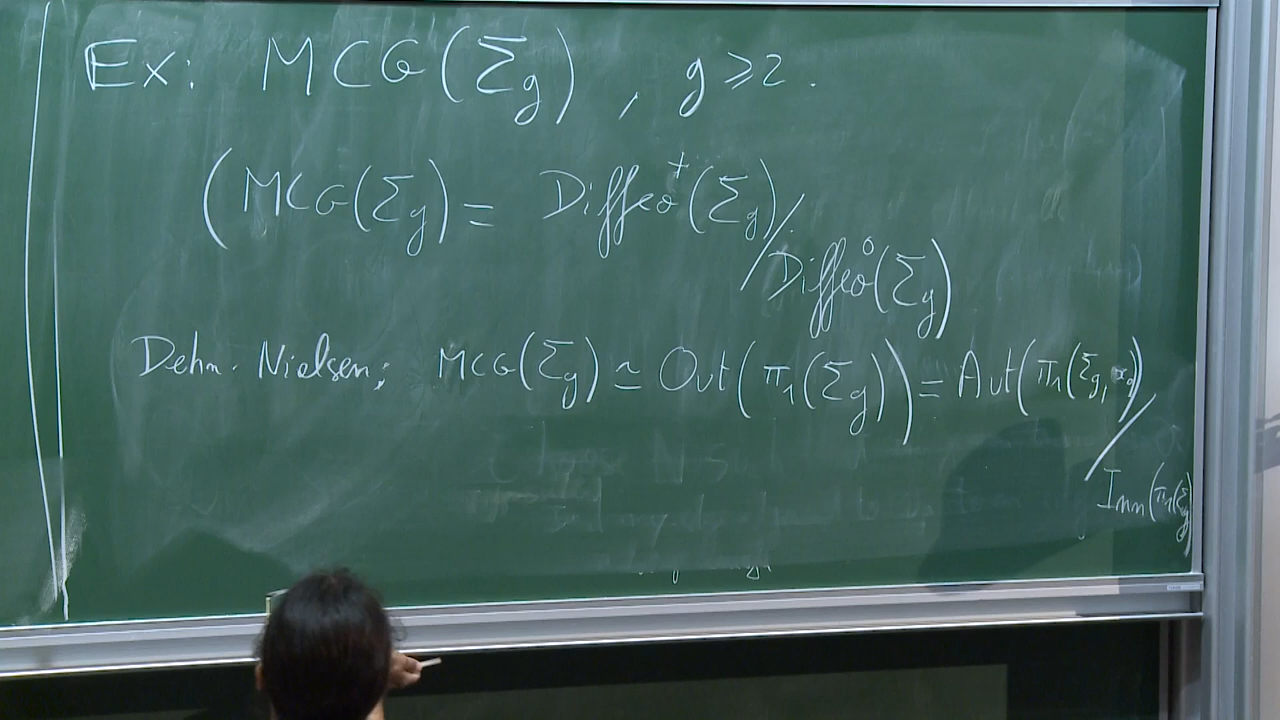 Ex: MCG(Σ_g), g ⩾ 2.
(MCG(Σ_g) = Diffeo⁺(Σ_g)/
Diffeo⁰(Σ_g))
Dehn-Nielsen: MCG(Σ_g) ≃ Out(π₁(Σ_g)) = Aut(π₁(Σ_g, x₀))/
Inn(π₁(Σ_g)